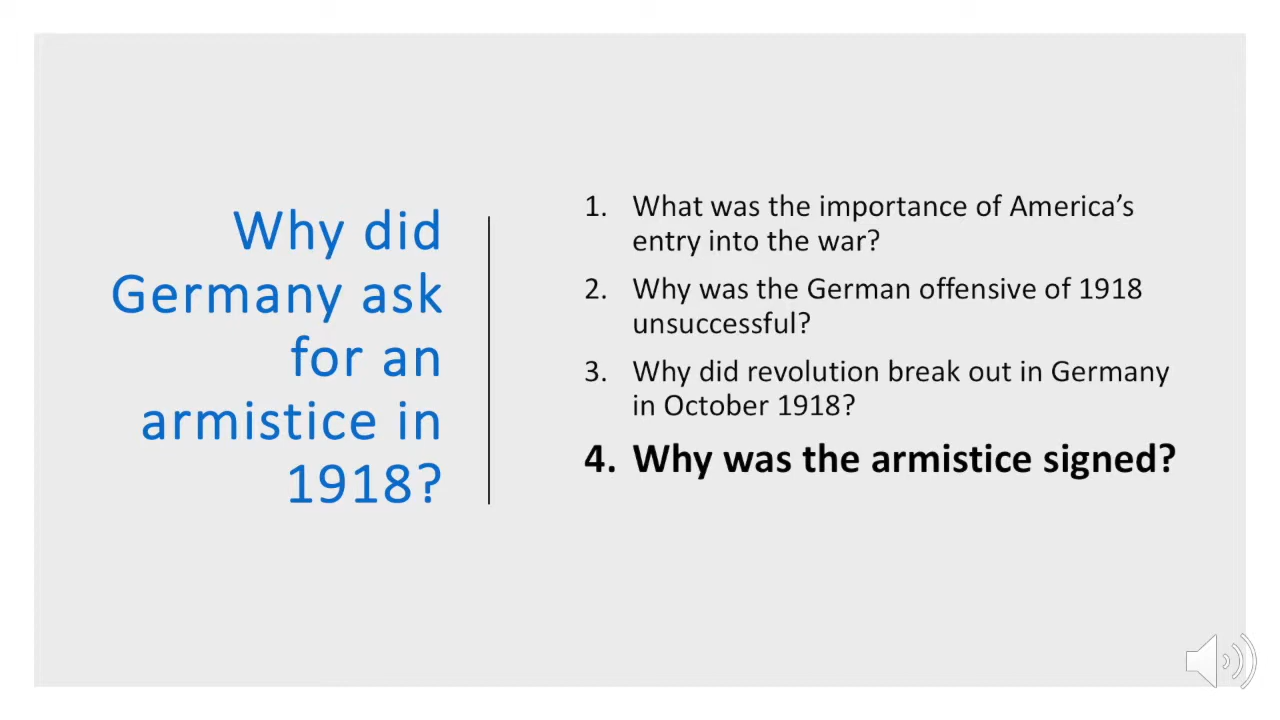 Why did
Germany ask
for an
armistice in
1918?
1. What was the importance of America’s
entry into the war?
2. Why was the German offensive of 1918
unsuccessful?
3. Why did revolution break out in Germany
in October 1918?
4. Why was the armistice signed?